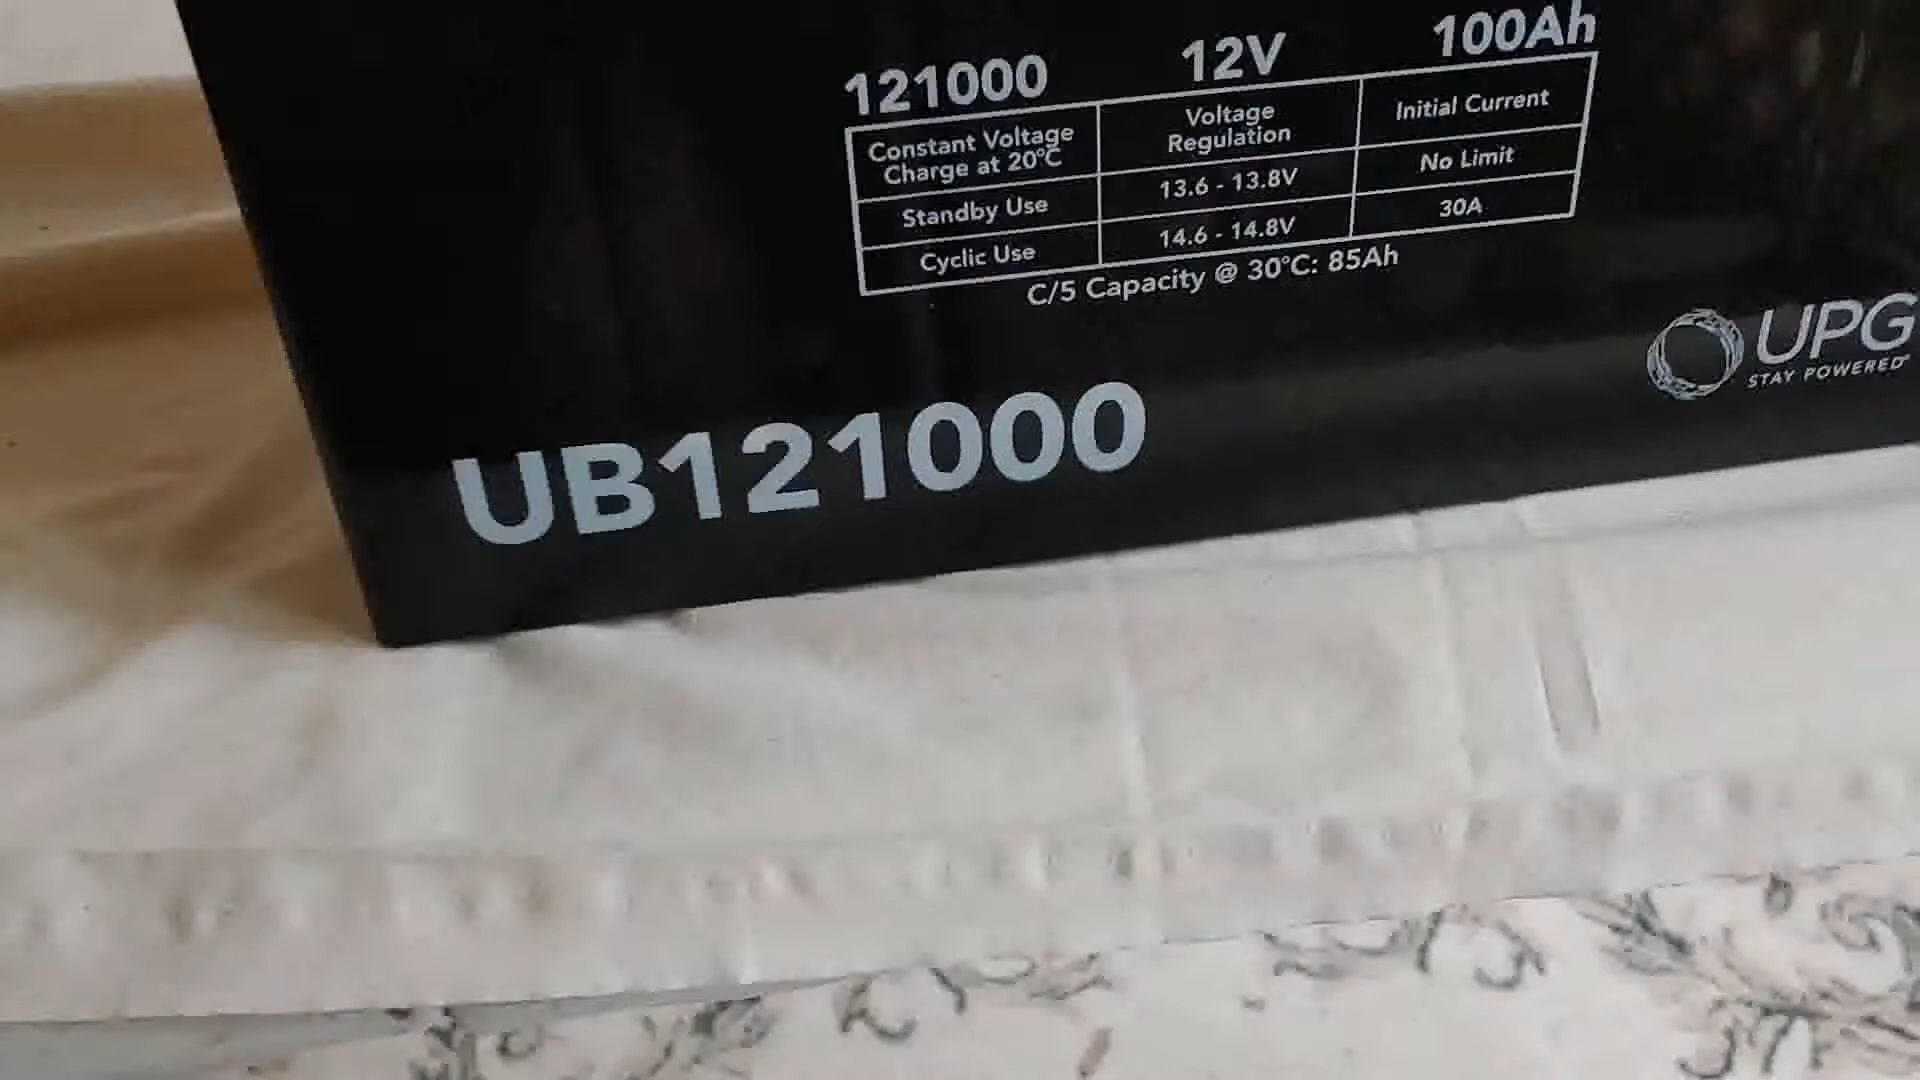 121000 12V 100Ah
Constant Voltage Charge at 20°C
Voltage Regulation
Initial Current
Standby Use
13.6 - 13.8V
No Limit
Cyclic Use
14.6 - 14.8V
30A
C/5 Capacity @ 30°C: 85Ah
UPG
STAY POWERED
UB121000